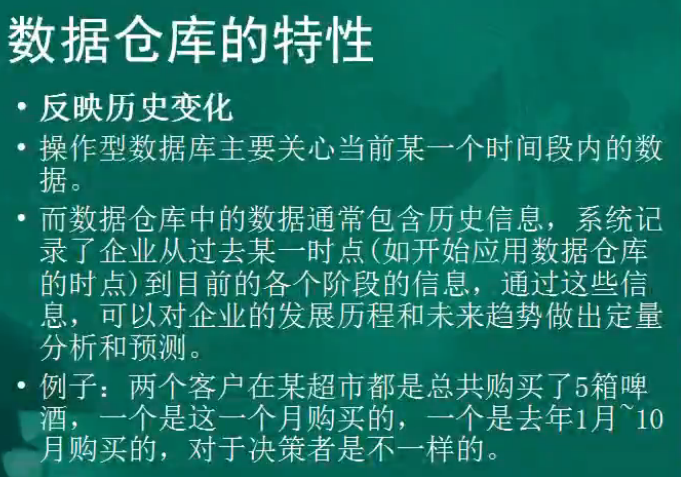 数据仓库的特性
• 反映历史变化
• 操作型数据库主要关心当前某一个时间段内的数
据。
• 而数据仓库中的数据通常包含历史信息，系统记
录了企业从过去某一时点(如开始应用数据仓库
的时点)到目前的各个阶段的信息，通过这些信
息，可以对企业的发展历程和未来趋势做出定量
分析和预测。
• 例子：两个客户在某超市都是总共购买了5箱啤
酒，一个是这一个月购买的，一个是去年1月~10
月购买的，对于决策者是不一样的。